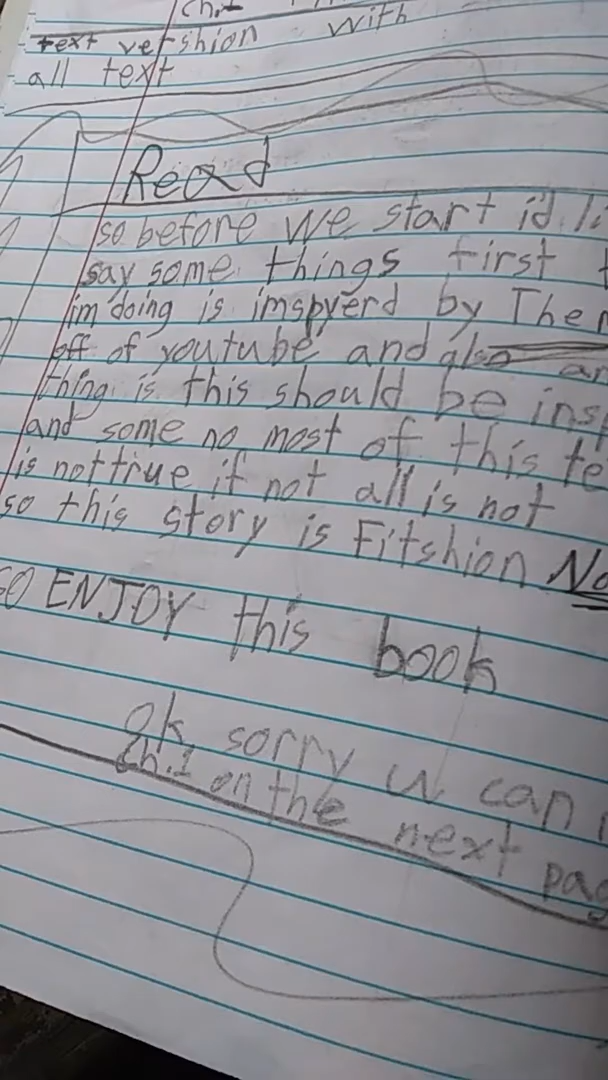 ch.1
text vershion with
all text
Read
so before we start i'd
say some things first
im doing is imspyerd by The
off of youtube and also
thing is this should be
and some no most of this
is not true if not all is not
so this story is Fitshion
SO ENJOY this book
Ok sorry u can
Ch.1 on the next